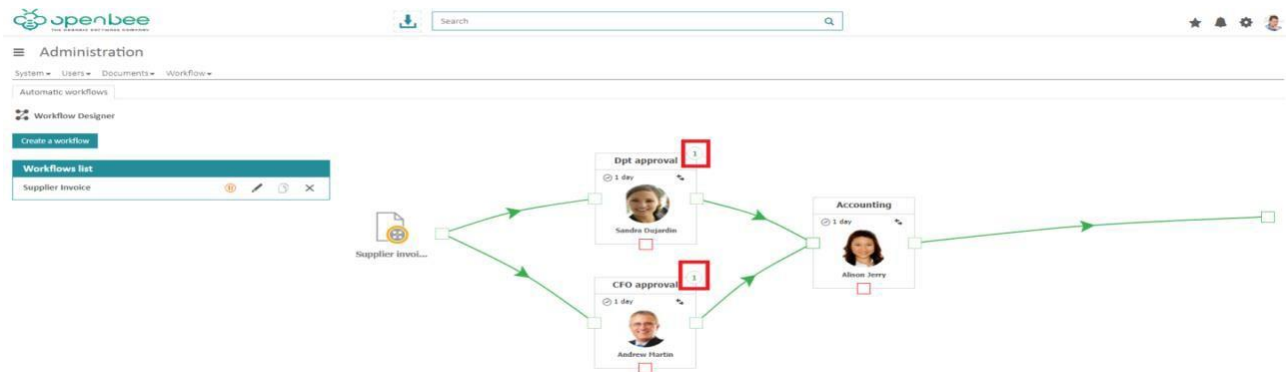 openbee
THE ORGANIC SOFTWARE COMPANY
Search
Administration
System Users Documents Workflow
Automatic workflows
Workflow Designer
Create a workflow
Workflows list
Supplier Invoice
Supplier Invoi...
Dpt approval 1
1 day
Sandra Dujardin
CFO approval 1
1 day
Andrew Martin
Accounting
1 day
Alison Jerry